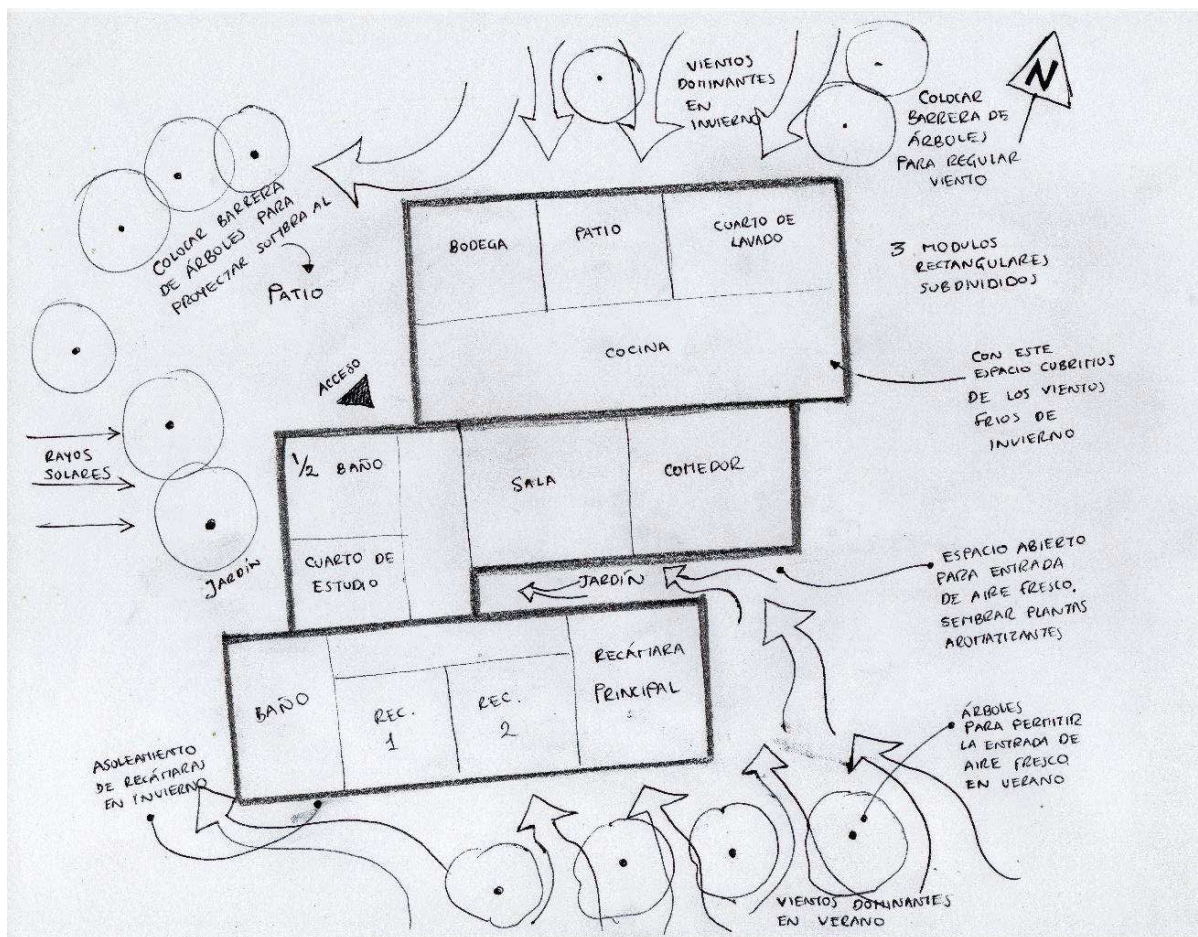 VIENTOS
DOMINANTES
EN
INVIERNO
N
COLOCAR
BARRERA DE
ÁRBOLES
PARA REGULAR
VIENTO
COLOCAR BARRERA
DE ÁRBOLES PARA
PROYECTAR SOMBRA AL
PATIO
BODEGA
PATIO
CUARTO DE
LAVADO
3 MODULOS
RECTANGULARES
SUBDIVIDIDOS
COCINA
CON ESTE
ESPACIO CUBRIMOS
DE LOS VIENTOS
FRIOS DE
INVIERNO
ACCESO
RAYOS
SOLARES
1/2 BAÑO
SALA
COMEDOR
CUARTO DE
ESTUDIO
JARDÍN
JARDÍN
ESPACIO ABIERTO
PARA ENTRADA
DE AIRE FRESCO.
SEMBRAR PLANTAS
AROMATIZANTES
BAÑO
REC.
1
REC.
2
RECÁMARA
PRINCIPAL
ÁRBOLES
PARA PERMITIR
LA ENTRADA DE
AIRE FRESCO
EN VERANO
ASOLEAMIENTO
DE RECÁMARAS
EN INVIERNO
VIENTOS DOMINANTES
EN VERANO